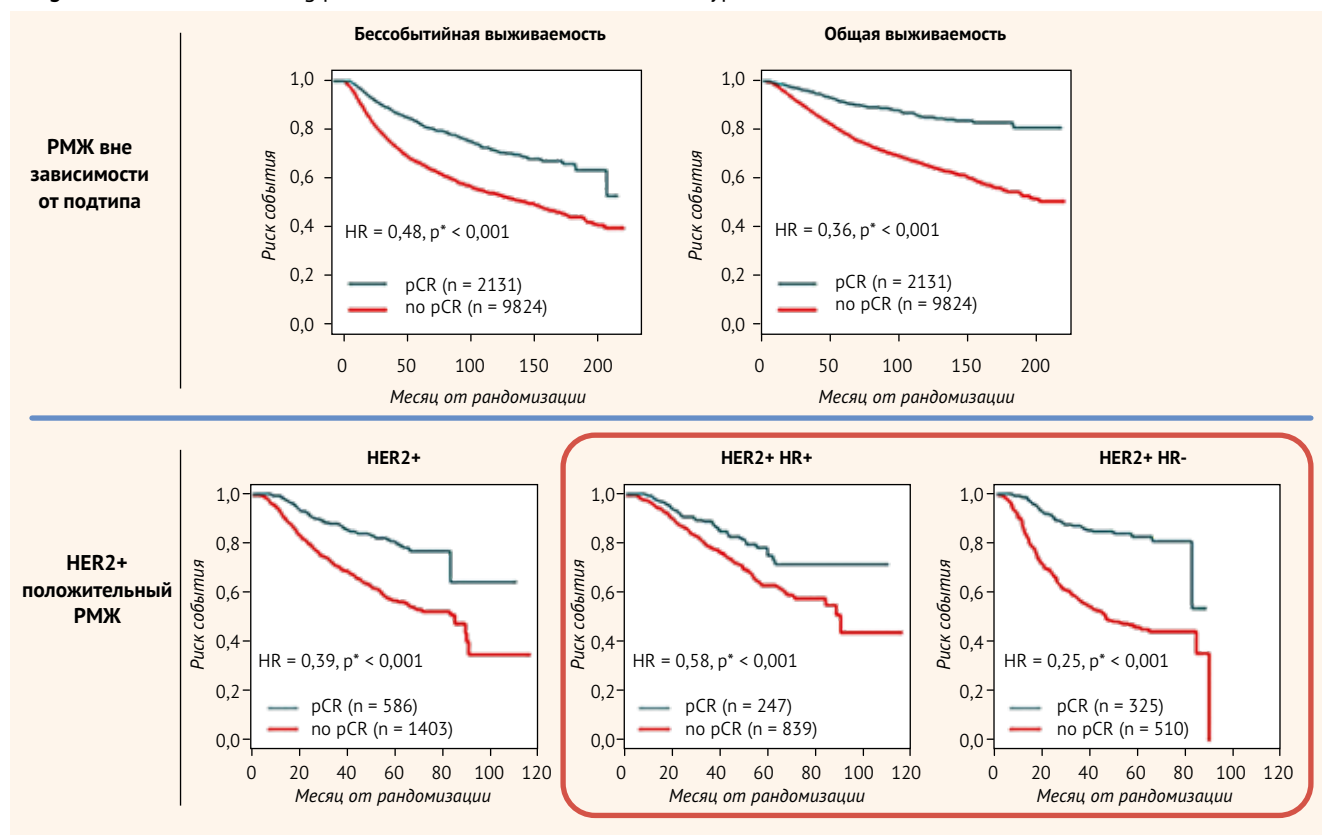 Бессобытийная выживаемость
Общая выживаемость
РМЖ вне
зависимости
от подтипа
Риск события
1,0
0,8
0,6
0,4
0,2
0,0
HR = 0,48, p* < 0,001
pCR (n = 2131)
no pCR (n = 9824)
0 50 100 150 200
Месяц от рандомизации
Риск события
1,0
0,8
0,6
0,4
0,2
0,0
HR = 0,36, p* < 0,001
pCR (n = 2131)
no pCR (n = 9824)
0 50 100 150 200
Месяц от рандомизации
HER2+
положительный
РМЖ
HER2+
Риск события
1,0
0,8
0,6
0,4
0,2
0,0
HR = 0,39, p* < 0,001
pCR (n = 586)
no pCR (n = 1403)
0 20 40 60 80 100 120
Месяц от рандомизации
HER2+ HR+
Риск события
1,0
0,8
0,6
0,4
0,2
0,0
HR = 0,58, p* < 0,001
pCR (n = 247)
no pCR (n = 839)
0 20 40 60 80 100 120
Месяц от рандомизации
HER2+ HR-
Риск события
1,0
0,8
0,6
0,4
0,2
0,0
HR = 0,25, p* < 0,001
pCR (n = 325)
no pCR (n = 510)
0 20 40 60 80 100 120
Месяц от рандомизации